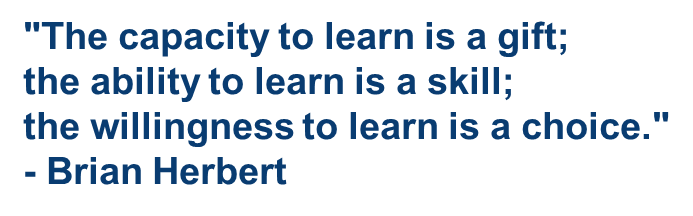 "The capacity to learn is a gift;
the ability to learn is a skill;
the willingness to learn is a choice."
- Brian Herbert